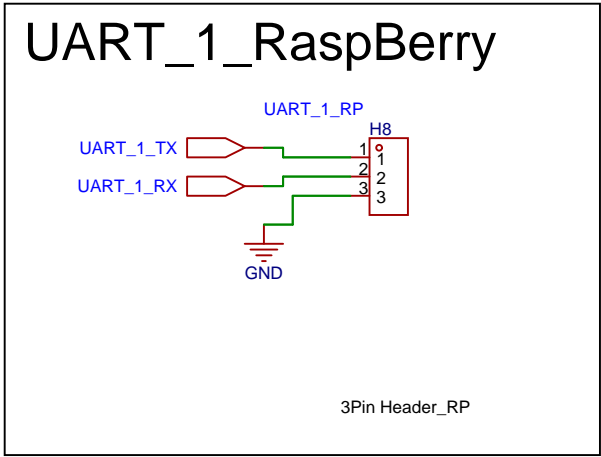 UART_1_RaspBerry
UART_1_RP
H8
UART_1_TX
1
1
UART_1_RX
2
2
3
3
GND
3Pin Header_RP